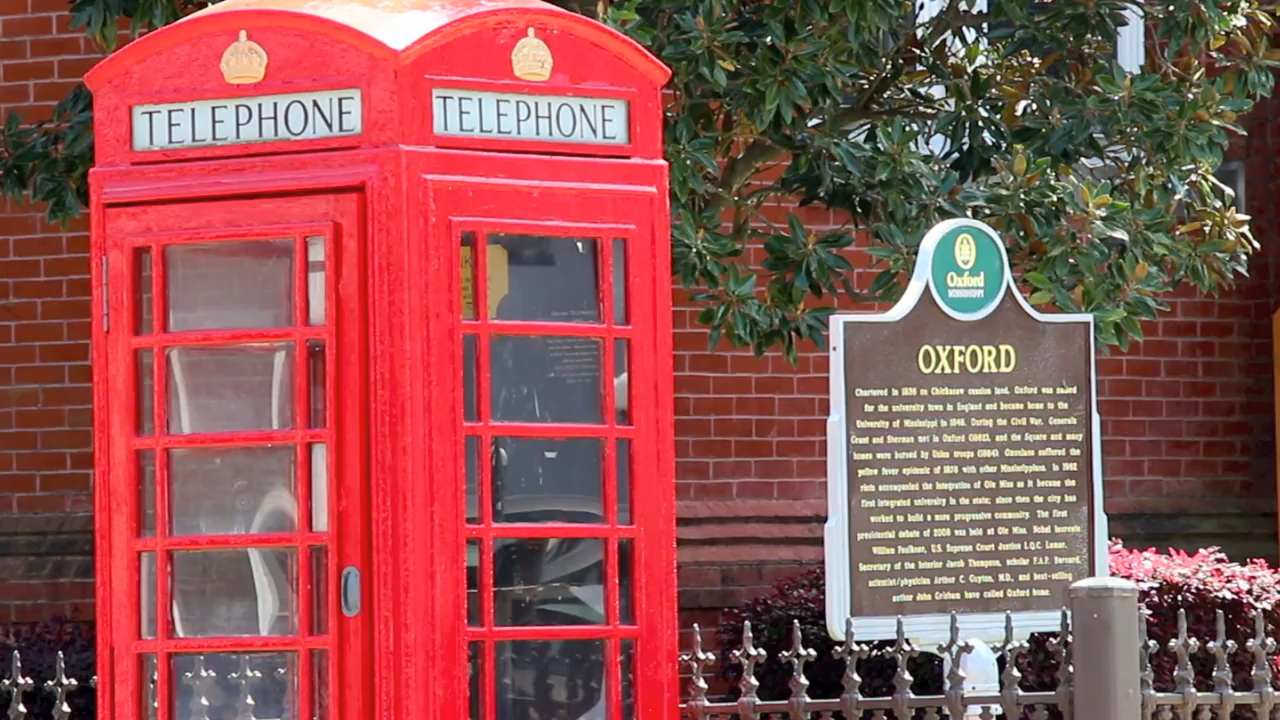 TELEPHONE
TELEPHONE
Oxford
MISSISSIPPI
OXFORD
Chartered in 1836 on Chickasaw cession land, Oxford was named
for the university town in England and became home to the
University of Mississippi in 1848. During the Civil War, Generals
Grant and Sherman met in Oxford (1862), and the Square and many
homes were burned by Union troops (1864). Oxonians suffered the
yellow fever epidemic of 1878 with other Mississippians. In 1962
riots accompanied the integration of Ole Miss as it became the
first integrated university in the state; since then the city has
worked to build a more progressive community. The first
presidential debate of 2008 was held at Ole Miss. Nobel laureate
William Faulkner, U.S. Supreme Court Justice L.Q.C. Lamar,
Secretary of the Interior Jacob Thompson, scholar F.A.P. Barnard,
scientist/physician Arthur C. Guyton, M.D., and best-selling
author John Grisham have called Oxford home.